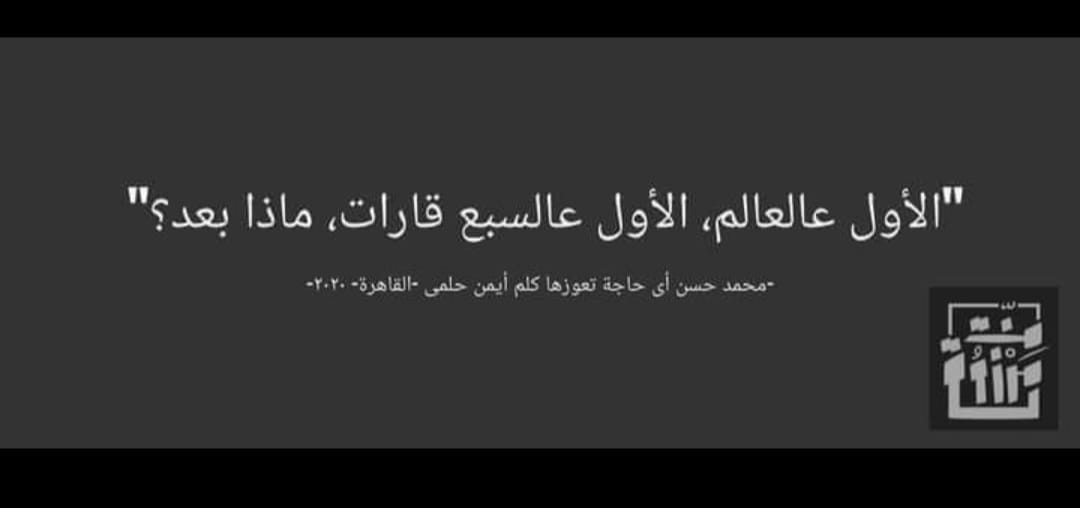 "الأول عالعالم، الأول عالسبع قارات، ماذا بعد؟"
-محمد حسن أى حاجة تعوزها كلم أيمن حلمى -القاهرة- ٢٠٢٠-